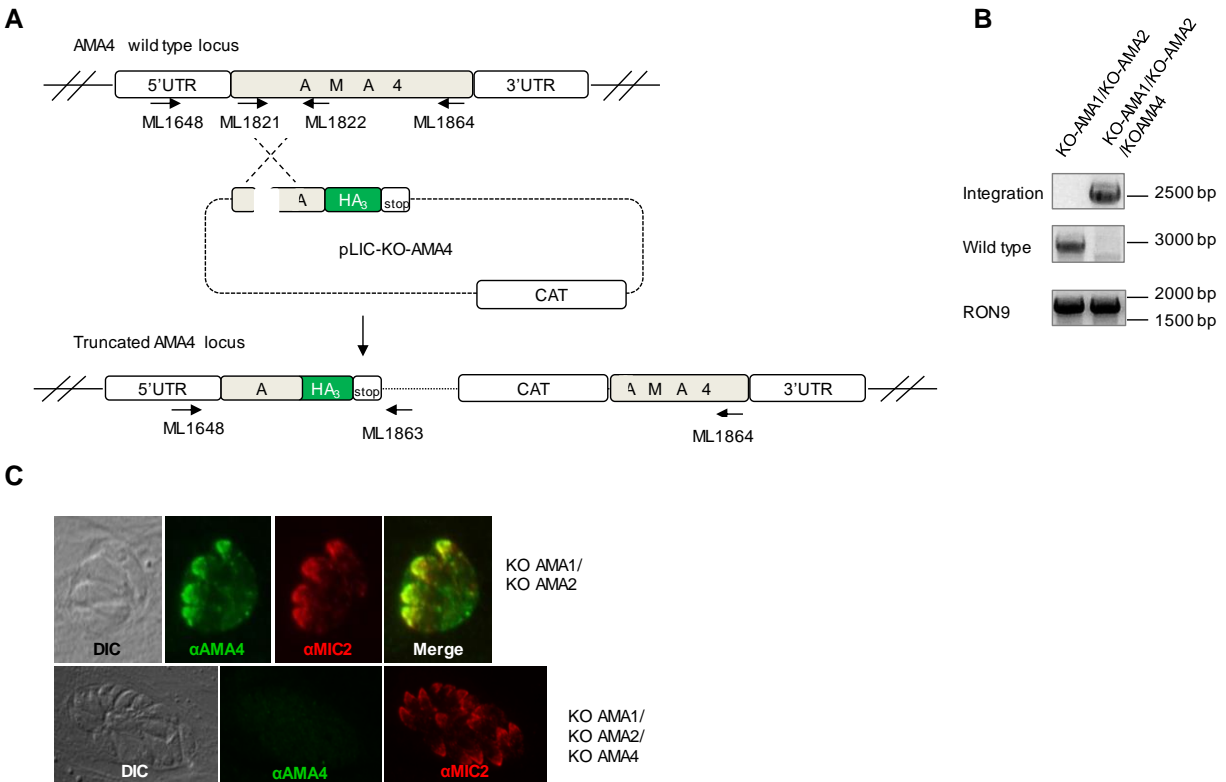 A
AMA4 wild type locus
5'UTR A M A 4 3'UTR
ML1648 ML1821 ML1822 ML1864
A HA3 stop
pLIC-KO-AMA4
CAT
Truncated AMA4 locus
5'UTR A HA3 stop CAT A M A 4 3'UTR
ML1648 ML1863 ML1864
B
KO-AMA1/KO-AMA2
KO-AMA1/KO-AMA2
/KOAMA4
Integration 2500 bp
Wild type 3000 bp
RON9 2000 bp
1500 bp
C
KO AMA1/
KO AMA2
DIC αAMA4 αMIC2 Merge
KO AMA1/
KO AMA2/
KO AMA4
DIC αAMA4 αMIC2